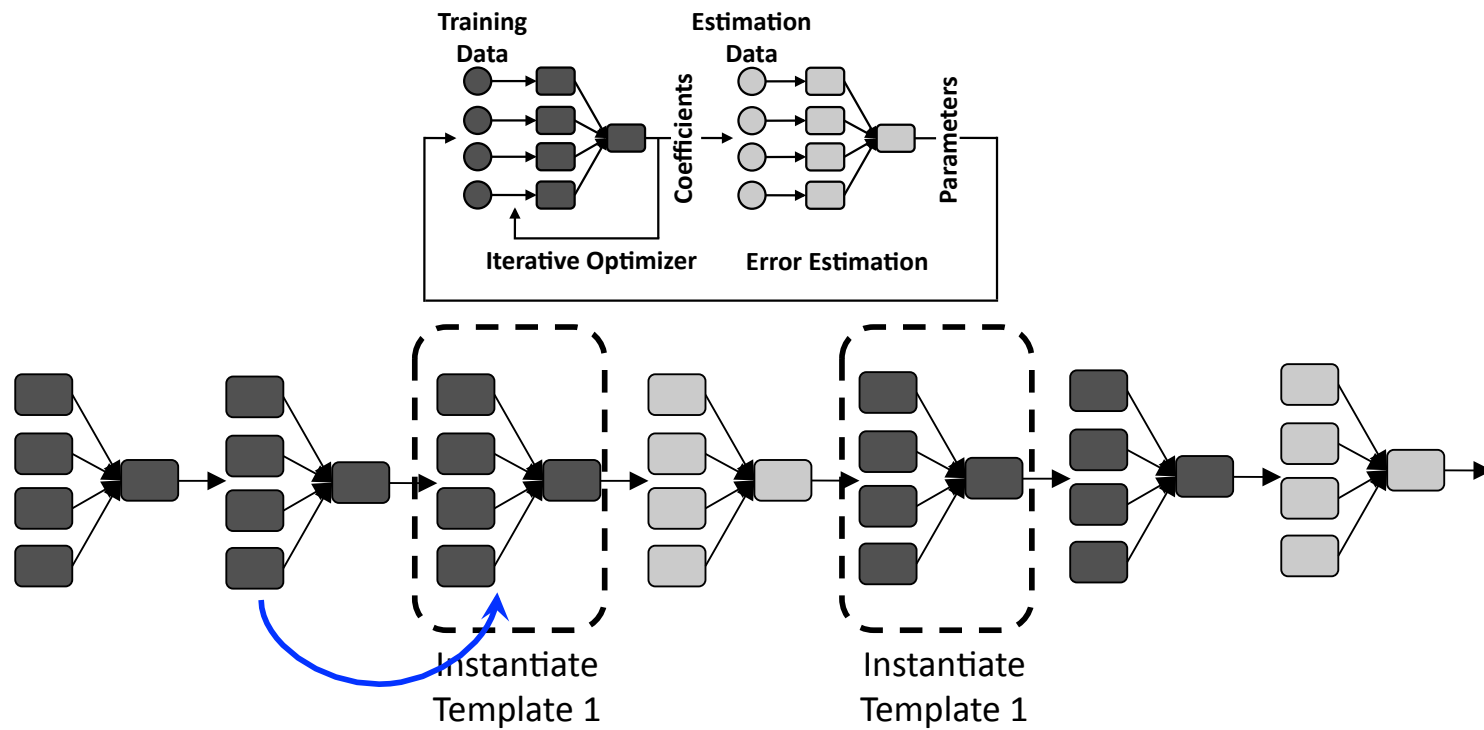 Training
Data
Estimation
Data
Coefficients
Parameters
Iterative Optimizer
Error Estimation
Instantiate
Template 1
Instantiate
Template 1